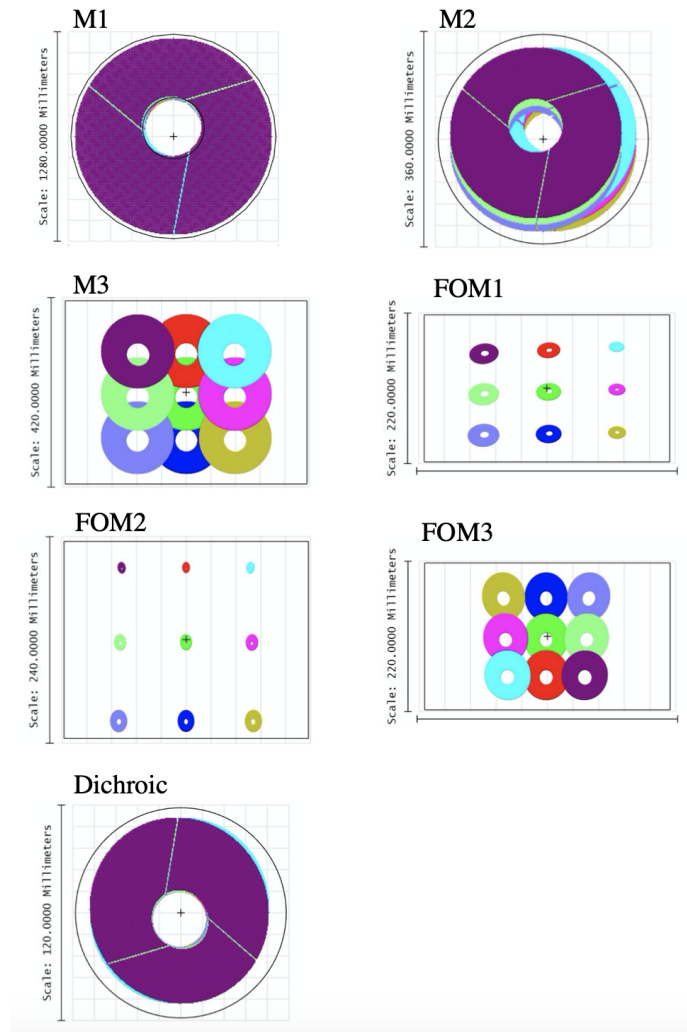 M1
Scale: 1280.0000 Millimeters
M2
Scale: 360.0000 Millimeters
M3
Scale: 420.0000 Millimeters
FOM1
Scale: 220.0000 Millimeters
FOM2
Scale: 240.0000 Millimeters
FOM3
Scale: 220.0000 Millimeters
Dichroic
Scale: 120.0000 Millimeters